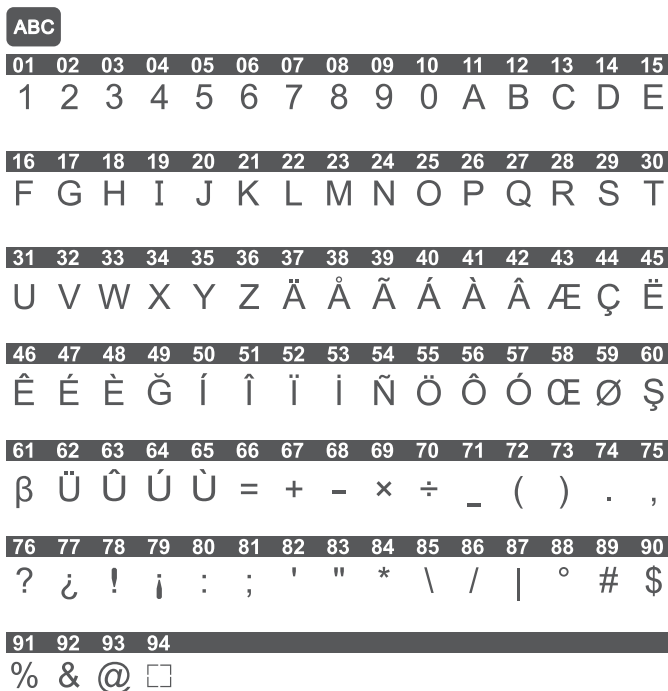 ABC
01 02 03 04 05 06 07 08 09 10 11 12 13 14 15
1 2 3 4 5 6 7 8 9 0 A B C D E
16 17 18 19 20 21 22 23 24 25 26 27 28 29 30
F G H I J K L M N O P Q R S T
31 32 33 34 35 36 37 38 39 40 41 42 43 44 45
U V W X Y Z Ä Å Ã Á À Â Æ Ç Ë
46 47 48 49 50 51 52 53 54 55 56 57 58 59 60
Ê É È Ğ Í Î Ï İ Ñ Ö Ô Ó Œ Ø Ş
61 62 63 64 65 66 67 68 69 70 71 72 73 74 75
β Ü Û Ú Ù = + - × ÷ _ ( ) . ,
76 77 78 79 80 81 82 83 84 85 86 87 88 89 90
? ¿ ! ¡ : ; ' " * \ / | ° # $
91 92 93 94
% & @ ⬚